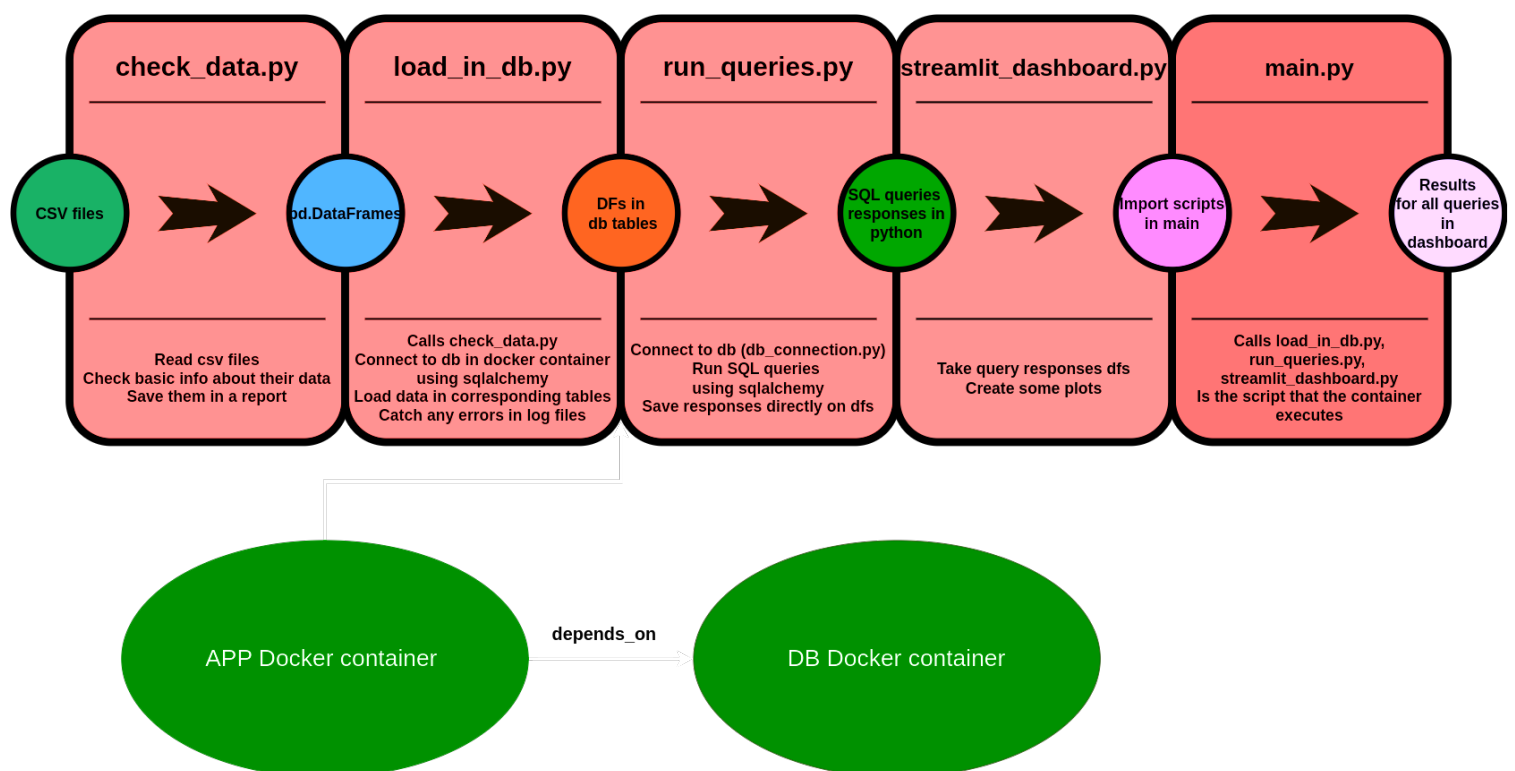 check_data.py
load_in_db.py
run_queries.py
streamlit_dashboard.py
main.py
CSV files
pd.DataFrames
DFs in
db tables
SQL queries
responses in
python
Import scripts
in main
Results
for all queries
in
dashboard
Read csv files
Check basic info about their data
Save them in a report
Calls check_data.py
Connect to db in docker container
using sqlalchemy
Load data in corresponding tables
Catch any errors in log files
Connect to db (db_connection.py)
Run SQL queries
using sqlalchemy
Save responses directly on dfs
Take query responses dfs
Create some plots
Calls load_in_db.py,
run_queries.py,
streamlit_dashboard.py
Is the script that the container
executes
APP Docker container
depends_on
DB Docker container